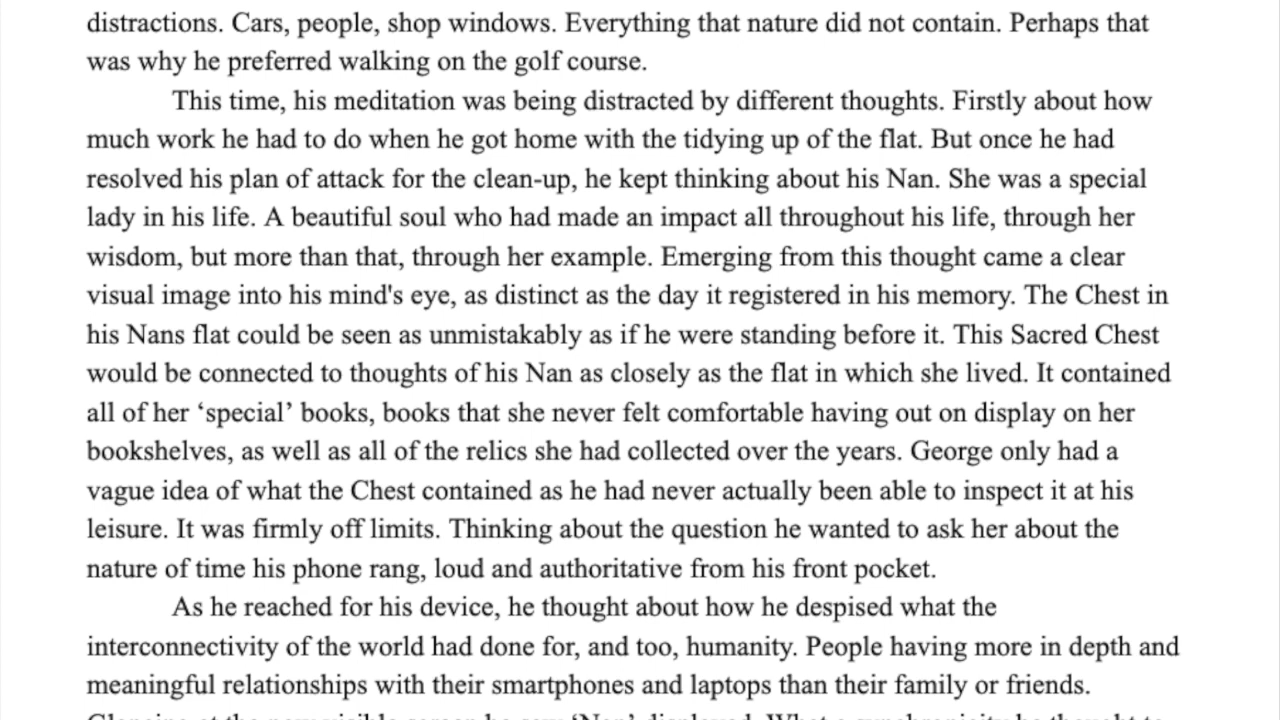 distractions. Cars, people, shop windows. Everything that nature did not contain. Perhaps that
was why he preferred walking on the golf course.
This time, his meditation was being distracted by different thoughts. Firstly about how
much work he had to do when he got home with the tidying up of the flat. But once he had
resolved his plan of attack for the clean-up, he kept thinking about his Nan. She was a special
lady in his life. A beautiful soul who had made an impact all throughout his life, through her
wisdom, but more than that, through her example. Emerging from this thought came a clear
visual image into his mind's eye, as distinct as the day it registered in his memory. The Chest in
his Nans flat could be seen as unmistakably as if he were standing before it. This Sacred Chest
would be connected to thoughts of his Nan as closely as the flat in which she lived. It contained
all of her ‘special’ books, books that she never felt comfortable having out on display on her
bookshelves, as well as all of the relics she had collected over the years. George only had a
vague idea of what the Chest contained as he had never actually been able to inspect it at his
leisure. It was firmly off limits. Thinking about the question he wanted to ask her about the
nature of time his phone rang, loud and authoritative from his front pocket.
As he reached for his device, he thought about how he despised what the
interconnectivity of the world had done for, and too, humanity. People having more in depth and
meaningful relationships with their smartphones and laptops than their family or friends.
Glancing at the now visible screen he saw ‘Nan’ displayed. What a synchronicity he thought to